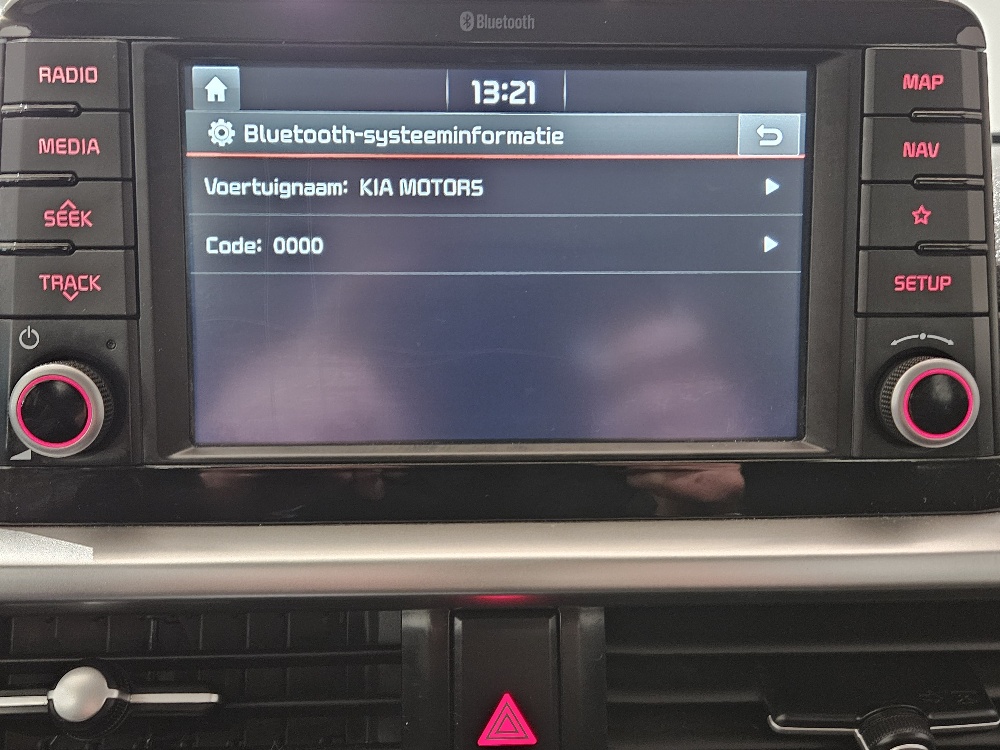 Bluetooth
RADIO
MEDIA
SEEK
TRACK
13:21
Bluetooth-systeeminformatie
Voertuignaam: KIA MOTORS
Code: 0000
MAP
NAV
SETUP